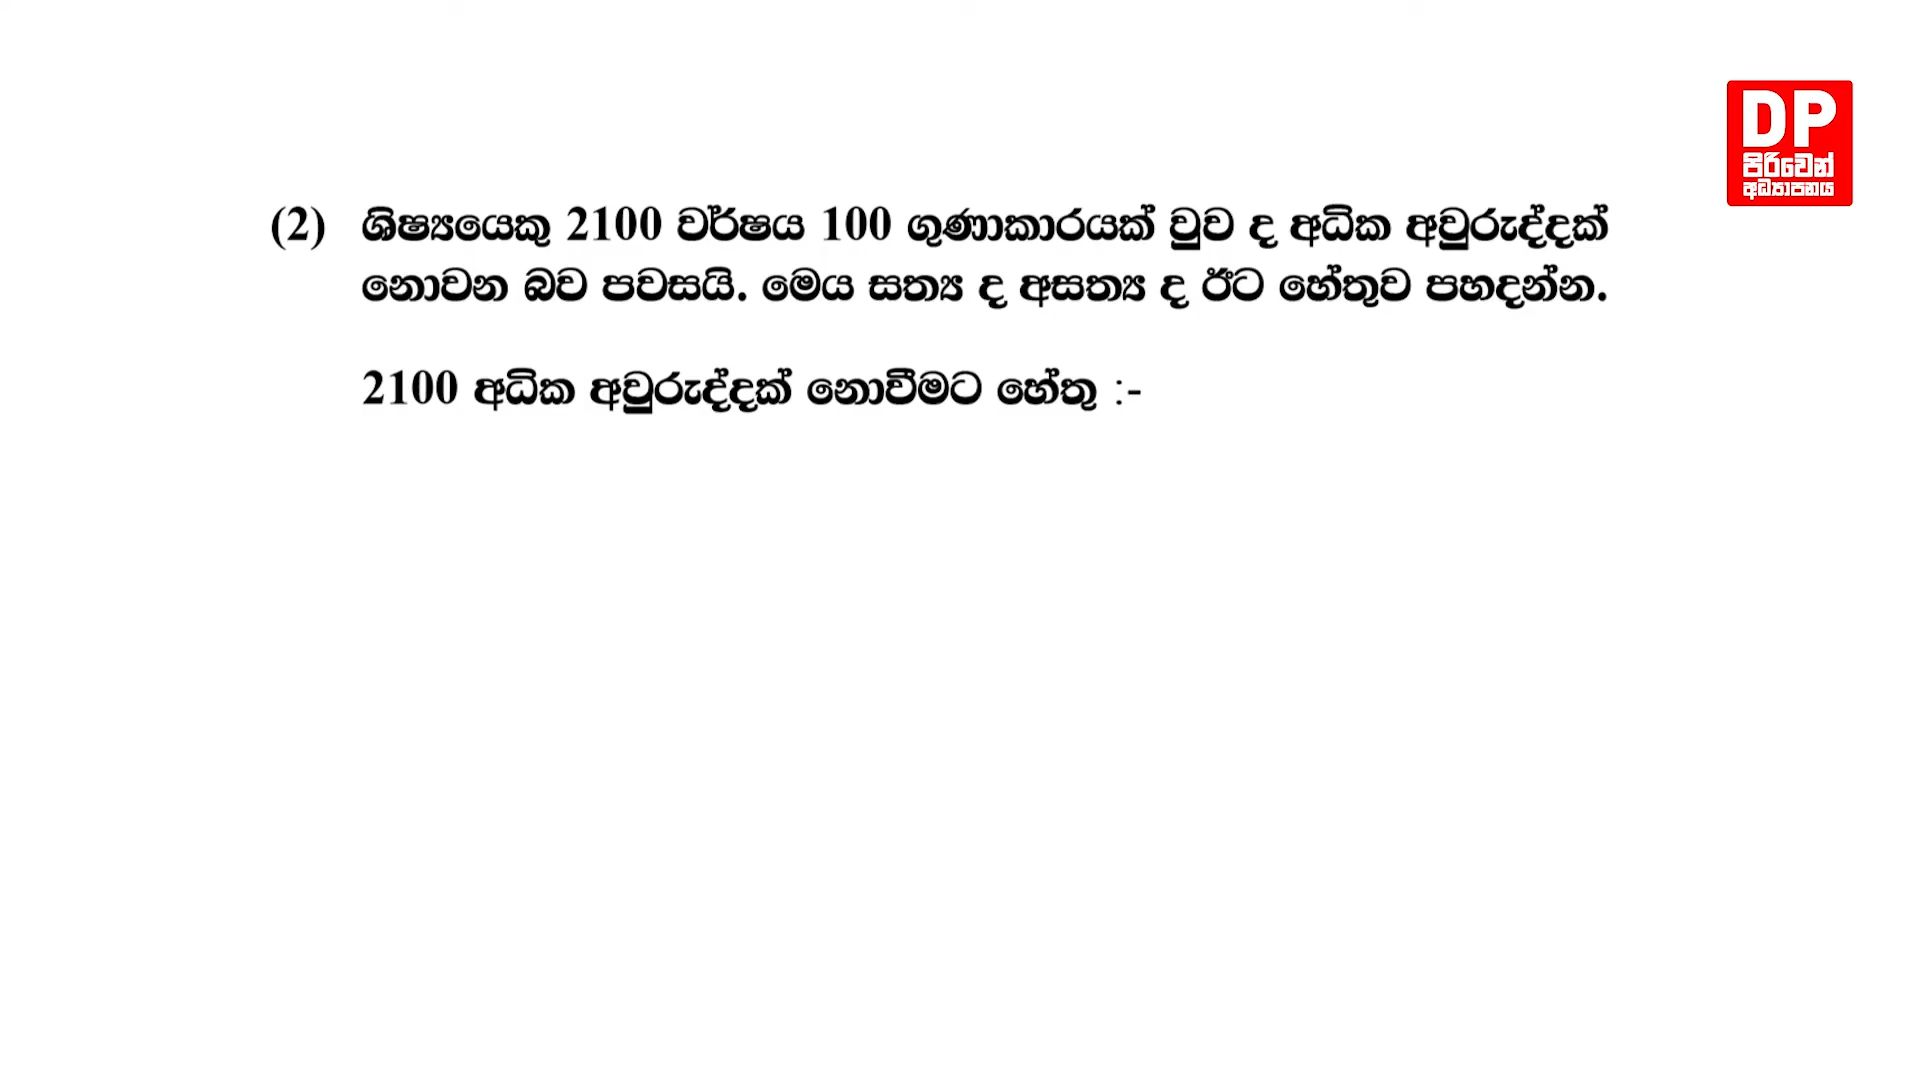 DP
පිරිවෙන්
අධ්‍යාපනය
(2) ශිෂ්‍යයෙකු 2100 වර්ෂය 100 ගුණාකාරයක් වුව ද අධික අවුරුද්දක්
නොවන බව පවසයි. මෙය සත්‍ය ද අසත්‍ය ද ඊට හේතුව පහදන්න.
2100 අධික අවුරුද්දක් නොවීමට හේතු :-